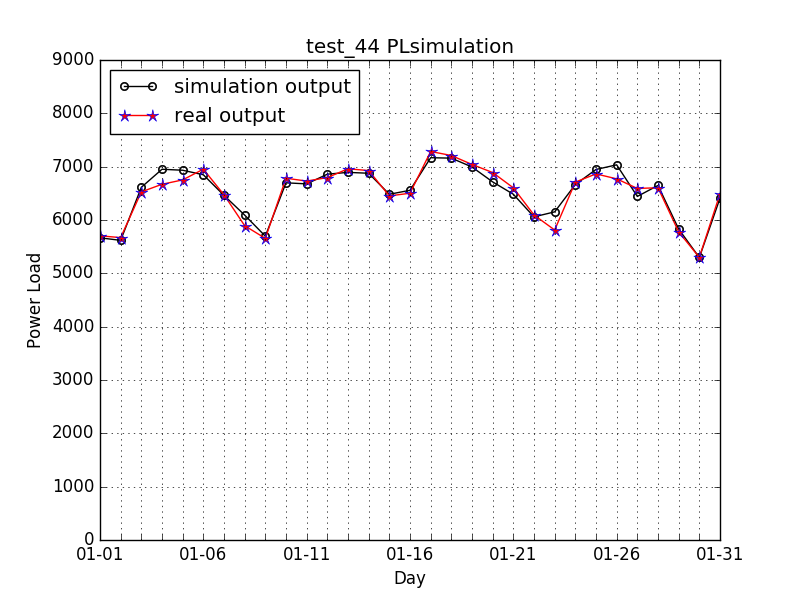 test_44 PLsimulation
simulation output
real output
9000
8000
7000
6000
5000
4000
3000
2000
1000
0
Power Load
01-01 01-06 01-11 01-16 01-21 01-26 01-31
Day